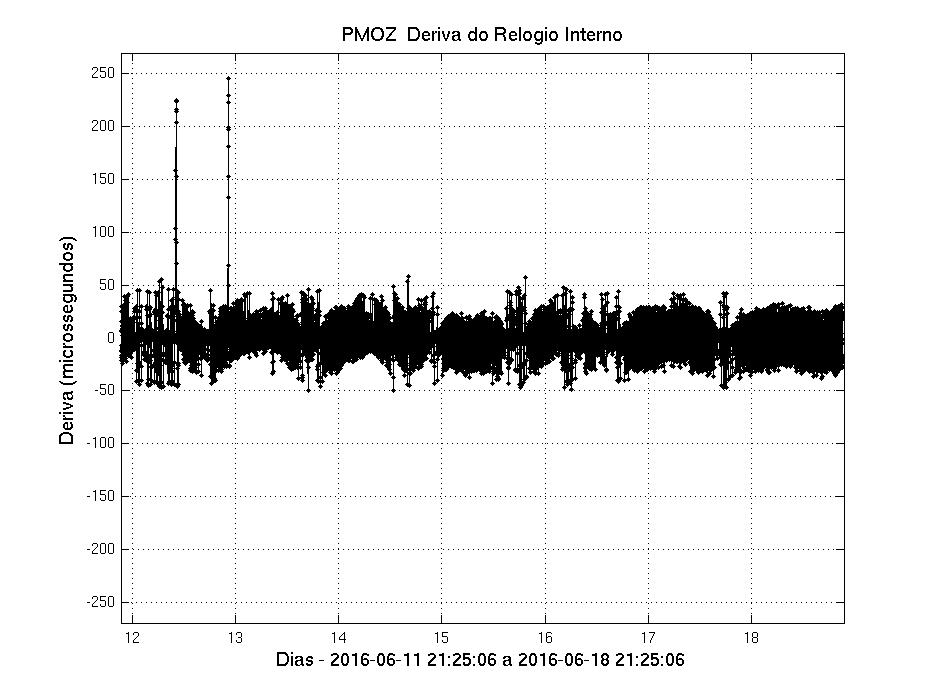 PMOZ Deriva do Relogio Interno
Deriva (microssegundos)
250
200
150
100
50
0
-50
-100
-150
-200
-250
12 13 14 15 16 17 18
Dias - 2016-06-11 21:25:06 a 2016-06-18 21:25:06